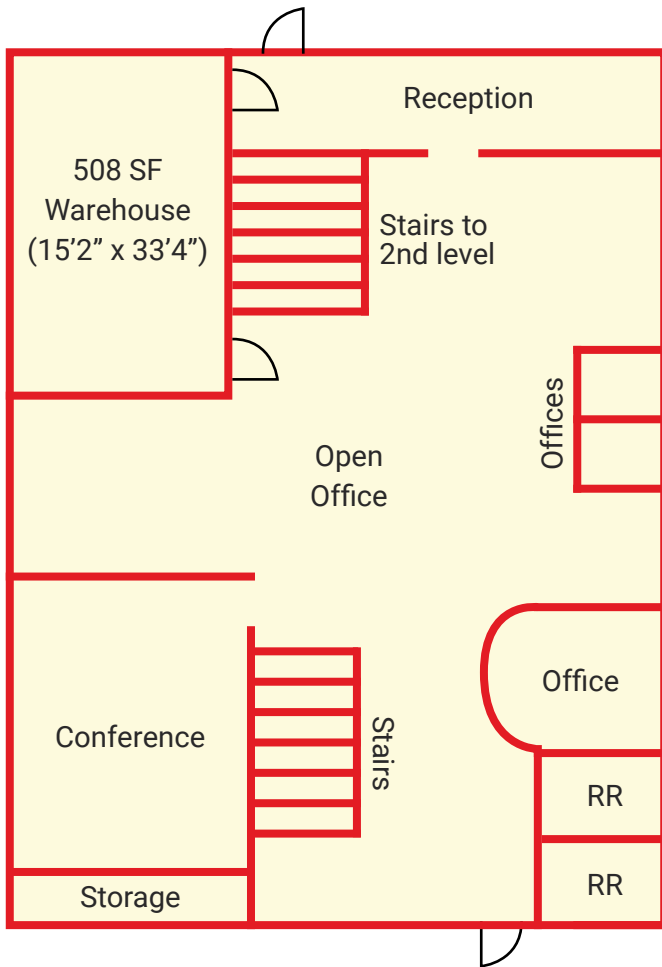 Reception
508 SF
Warehouse
(15’2” x 33’4”)
Stairs to
2nd level
Offices
Open
Office
Office
Conference
Stairs
RR
RR
Storage